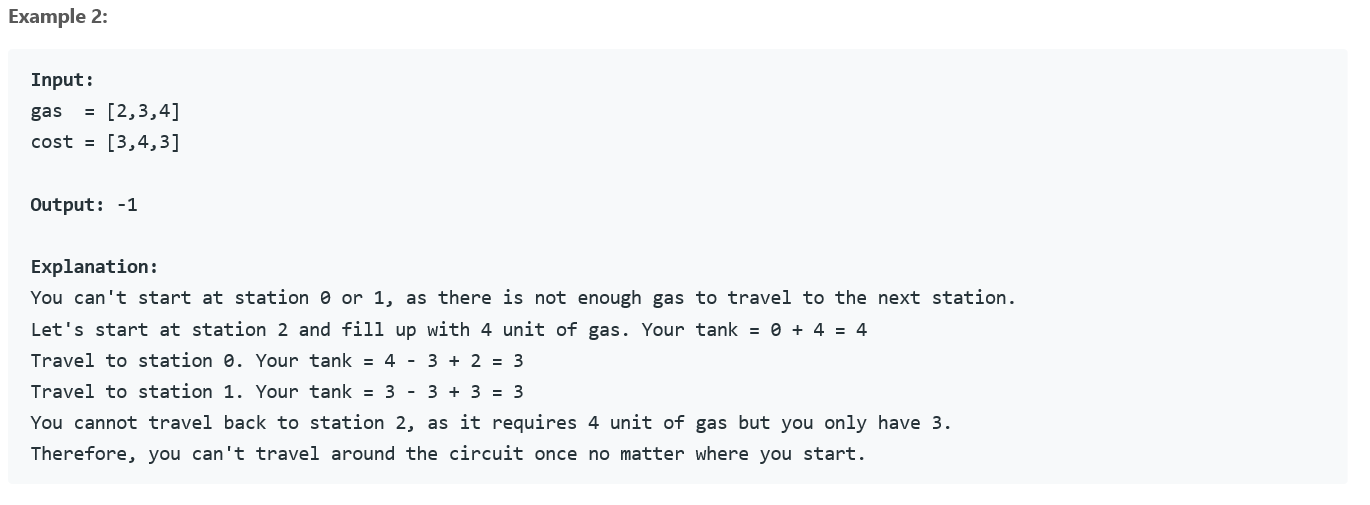 Example 2:
Input:
gas  = [2,3,4]
cost = [3,4,3]
Output: -1
Explanation:
You can't start at station 0 or 1, as there is not enough gas to travel to the next station.
Let's start at station 2 and fill up with 4 unit of gas. Your tank = 0 + 4 = 4
Travel to station 0. Your tank = 4 - 3 + 2 = 3
Travel to station 1. Your tank = 3 - 3 + 3 = 3
You cannot travel back to station 2, as it requires 4 unit of gas but you only have 3.
Therefore, you can't travel around the circuit once no matter where you start.